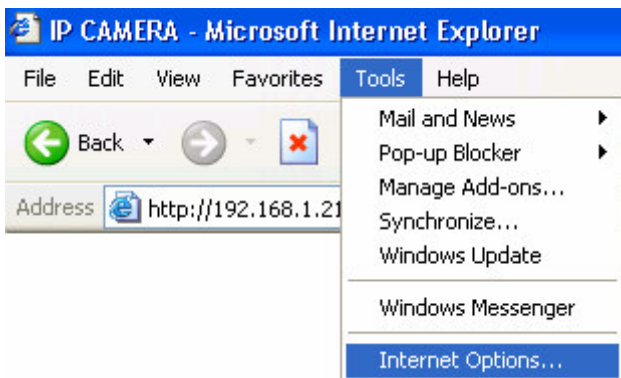 IP CAMERA - Microsoft Internet Explorer
File Edit View Favorites Tools Help
Mail and News
Back
Pop-up Blocker
Manage Add-ons...
Address http://192.168.1.21
Synchronize...
Windows Update
Windows Messenger
Internet Options...